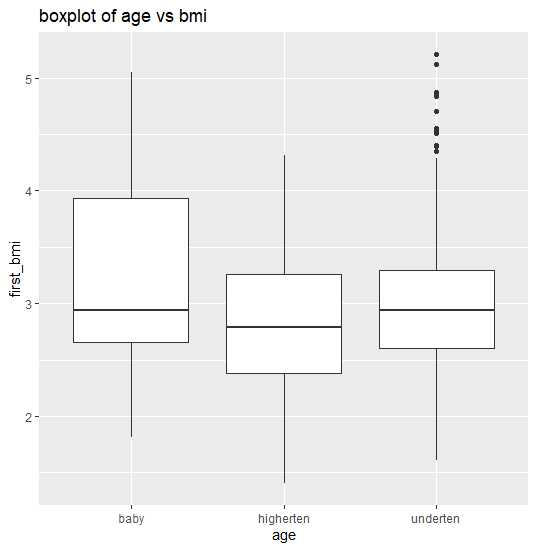 boxplot of age vs bmi
5
4
3
2
first_bmi
baby higherten underten
age